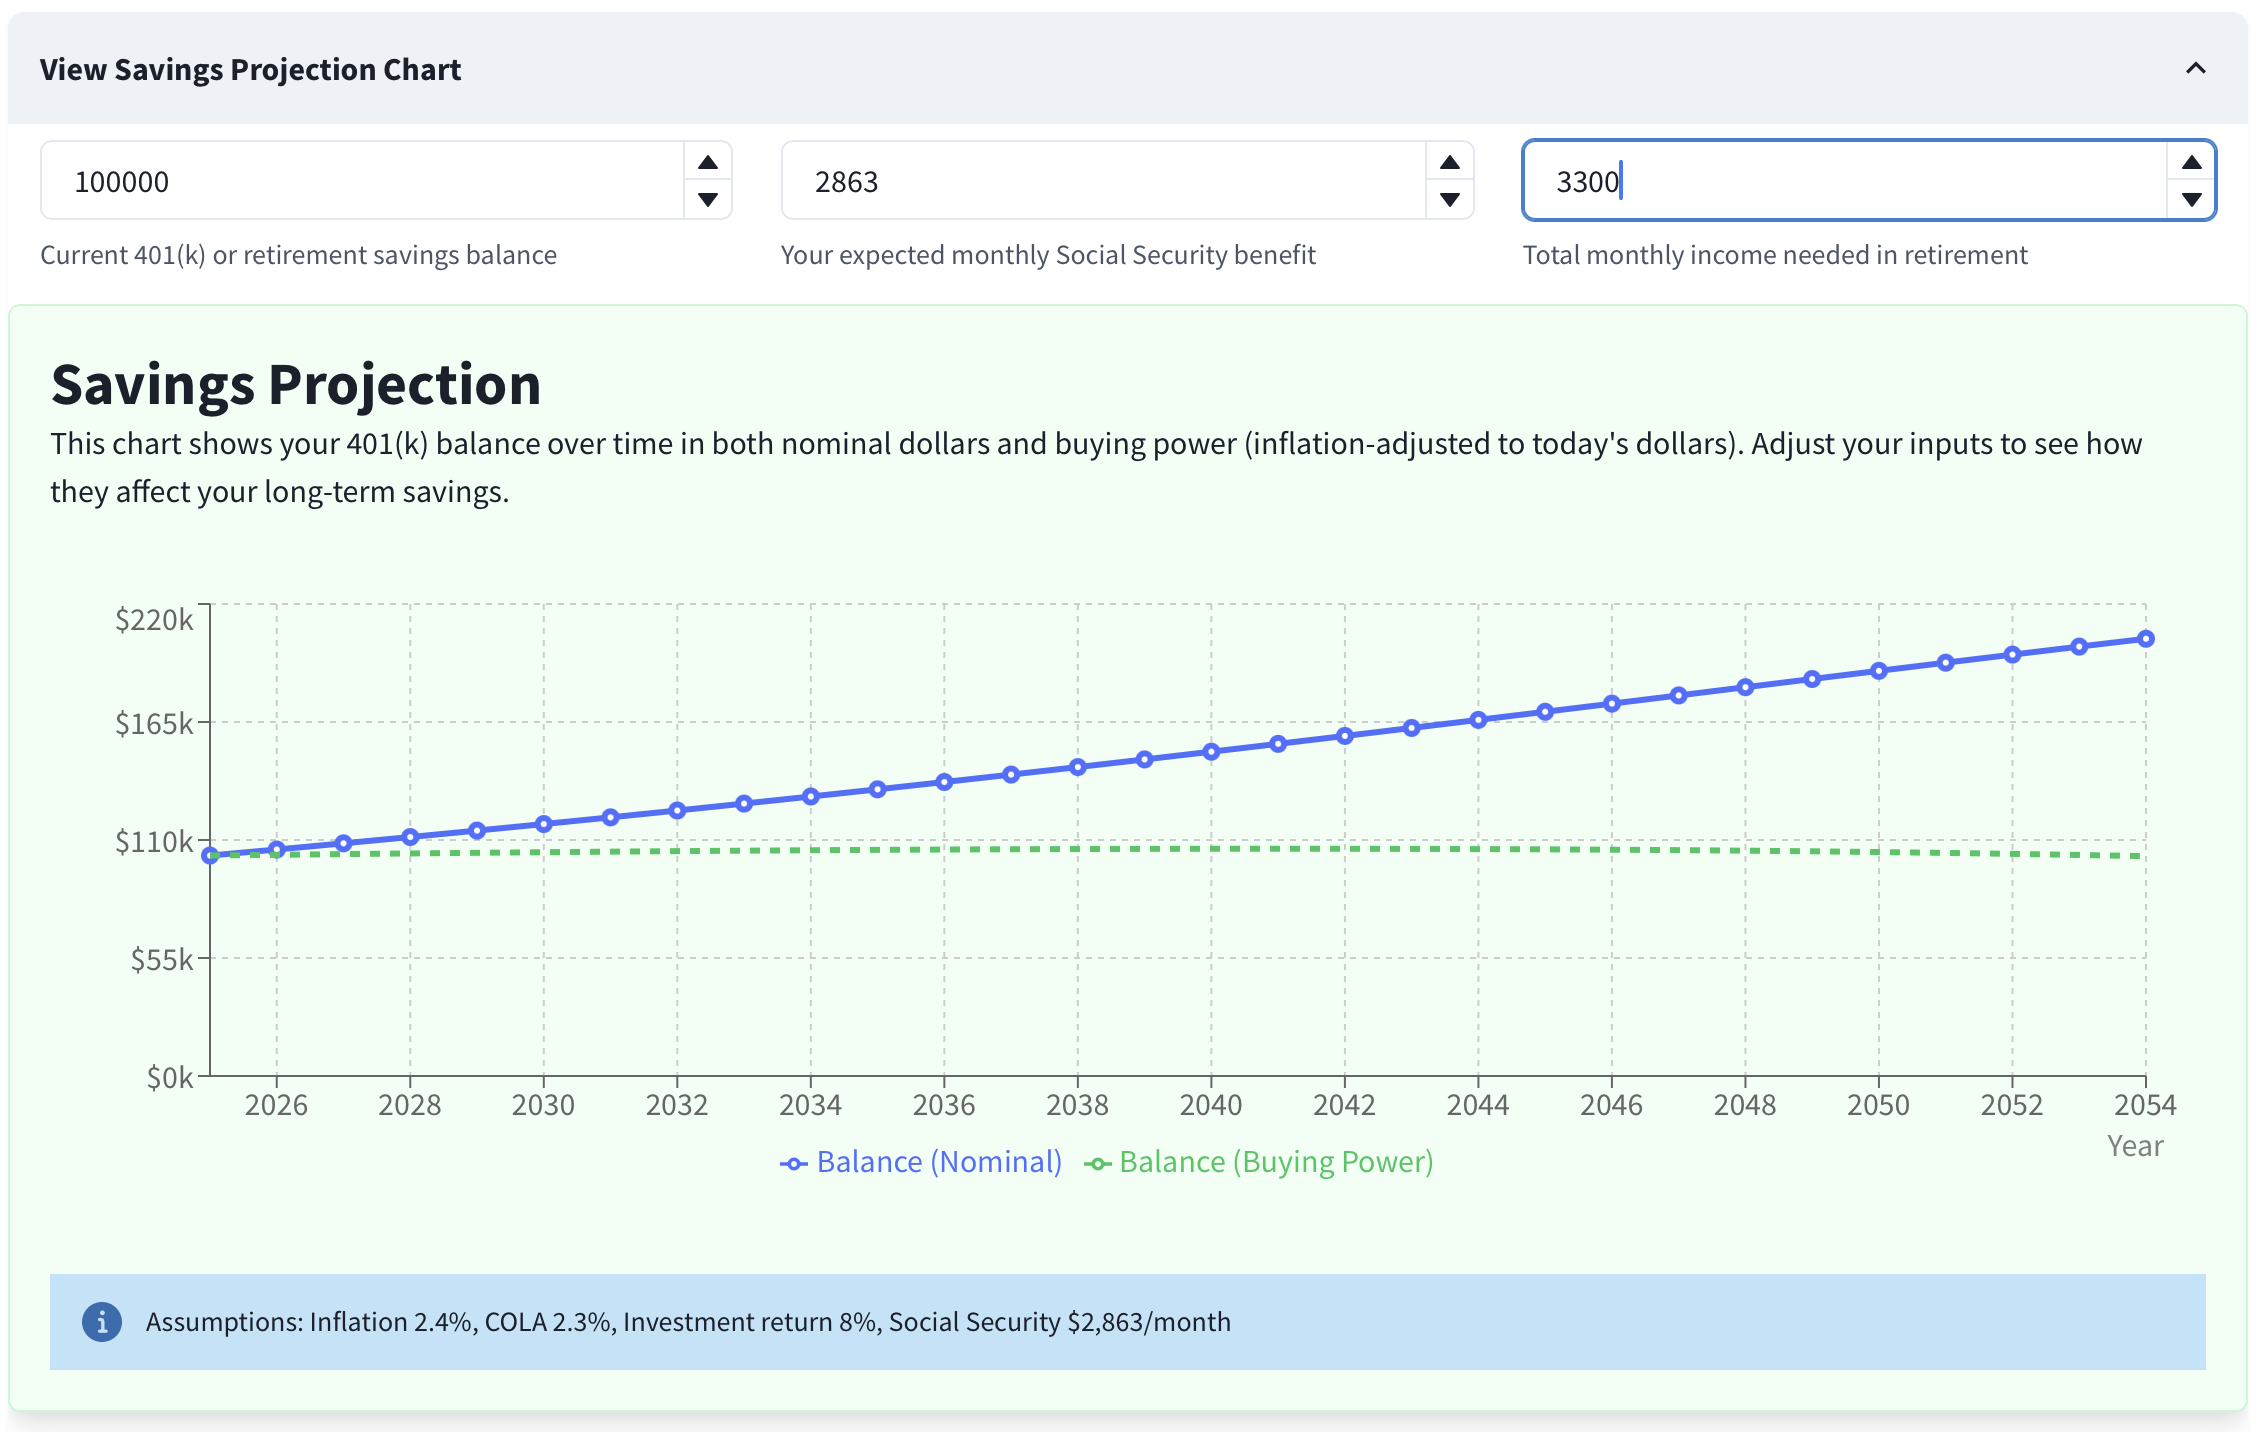 View Savings Projection Chart
100000
2863
3300
Current 401(k) or retirement savings balance
Your expected monthly Social Security benefit
Total monthly income needed in retirement
Savings Projection
This chart shows your 401(k) balance over time in both nominal dollars and buying power (inflation-adjusted to today's dollars). Adjust your inputs to see how
they affect your long-term savings.
$220k
$165k
$110k
$55k
$0k
2026 2028 2030 2032 2034 2036 2038 2040 2042 2044 2046 2048 2050 2052 2054
Year
Balance (Nominal) Balance (Buying Power)
Assumptions: Inflation 2.4%, COLA 2.3%, Investment return 8%, Social Security $2,863/month